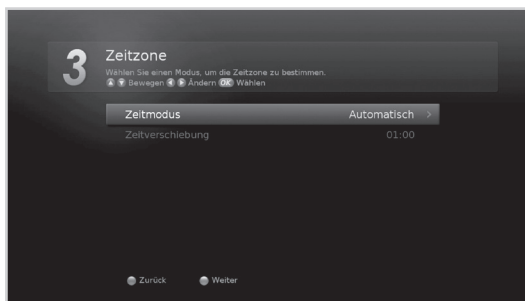 3
Zeitzone
Wählen Sie einen Modus, um die Zeitzone zu bestimmen.
Bewegen Ändern OK Wählen
Zeitmodus Automatisch >
Zeitverschiebung 01:00
Zurück Weiter